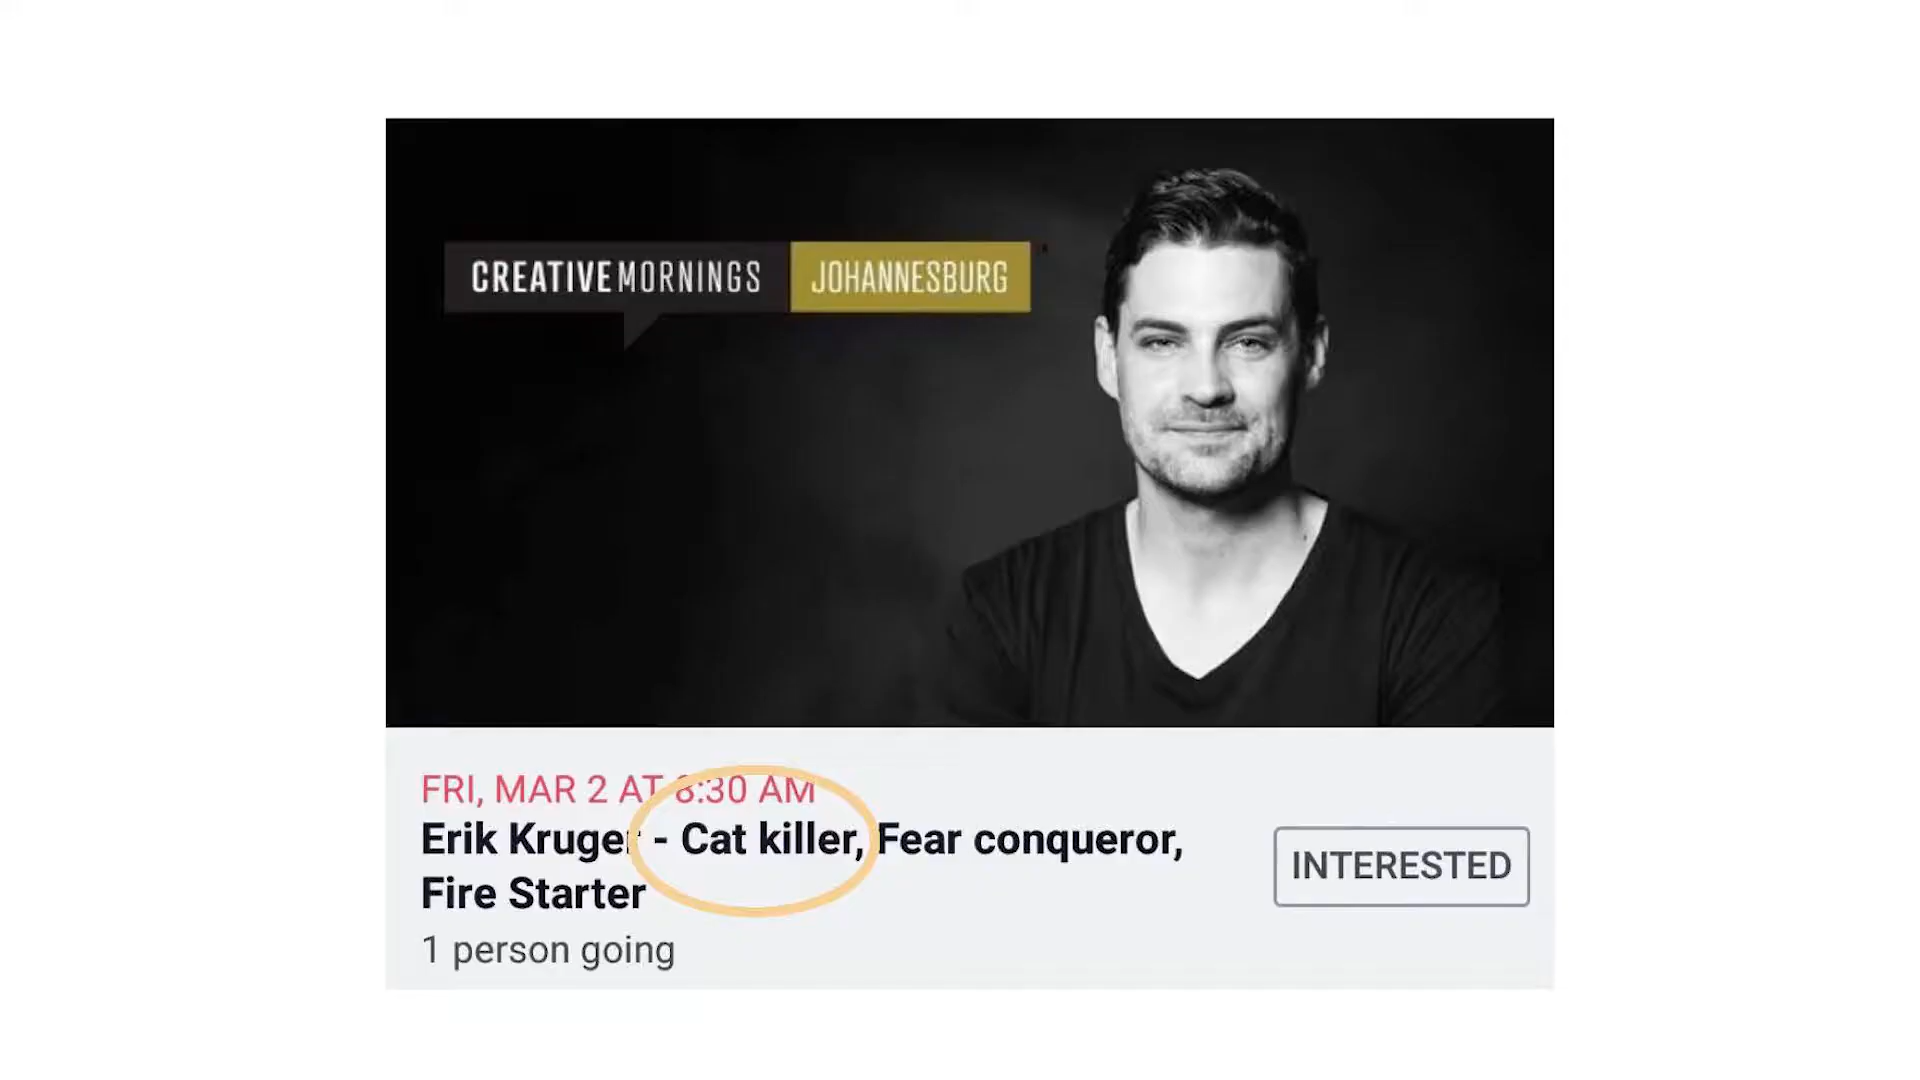 CREATIVEMORNINGS JOHANNESBURG
FRI, MAR 2 AT 8:30 AM
Erik Kruger - Cat killer, Fear conqueror,
Fire Starter
INTERESTED
1 person going